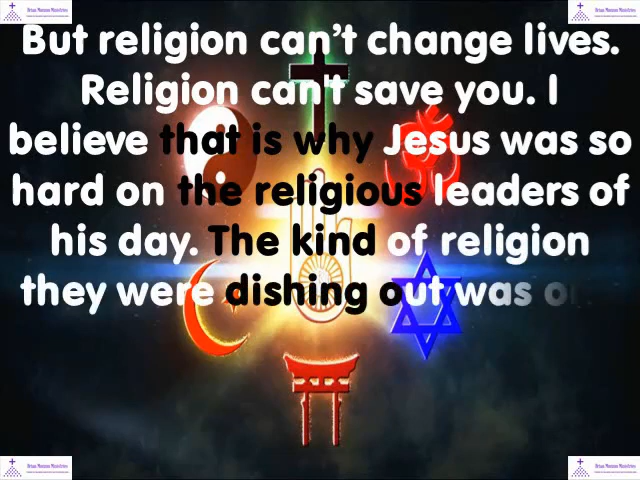 But religion can’t change lives.
Religion can't save you. I
believe that is why Jesus was so
hard on the religious leaders of
his day. The kind of religion
they were dishing out was